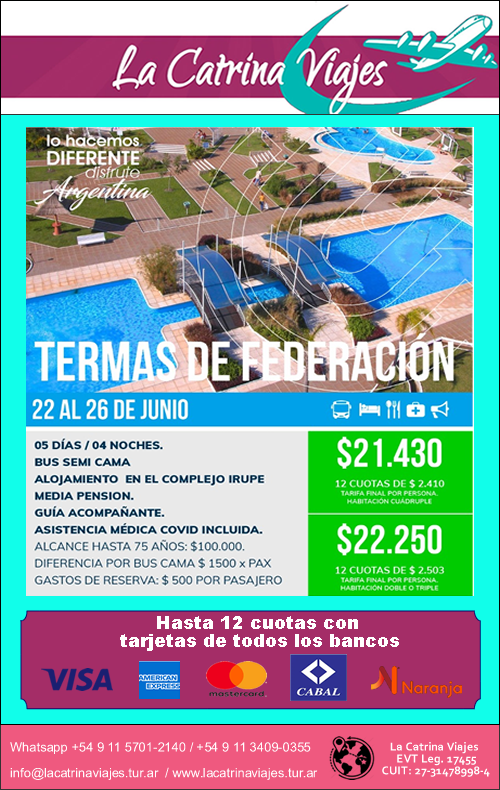 La Catrina Viajes
lo hacemos
DIFERENTE
disfrute
Argentina
TERMAS DE FEDERACIÓN
22 AL 26 DE JUNIO
05 DÍAS / 04 NOCHES.
BUS SEMI CAMA
ALOJAMIENTO EN EL COMPLEJO IRUPE
MEDIA PENSION.
GUÍA ACOMPAÑANTE.
ASISTENCIA MÉDICA COVID INCLUIDA.
ALCANCE HASTA 75 AÑOS: $100.000.
DIFERENCIA POR BUS CAMA $ 1500 x PAX
GASTOS DE RESERVA: $ 500 POR PASAJERO
$21.430
12 CUOTAS DE $ 2.410
TARIFA FINAL POR PERSONA.
HABITACIÓN CUÁDRUPLE
$22.250
12 CUOTAS DE $ 2.503
TARIFA FINAL POR PERSONA.
HABITACIÓN DOBLE O TRIPLE
Hasta 12 cuotas con
tarjetas de todos los bancos
VISA
AMERICAN
EXPRESS
mastercard
CABAL
Naranja
Whatsapp +54 9 11 5701-2140 / +54 9 11 3409-0355
info@lacatrinaviajes.tur.ar / www.lacatrinaviajes.tur.ar
La Catrina Viajes
EVT Leg. 17455
CUIT: 27-31478998-4